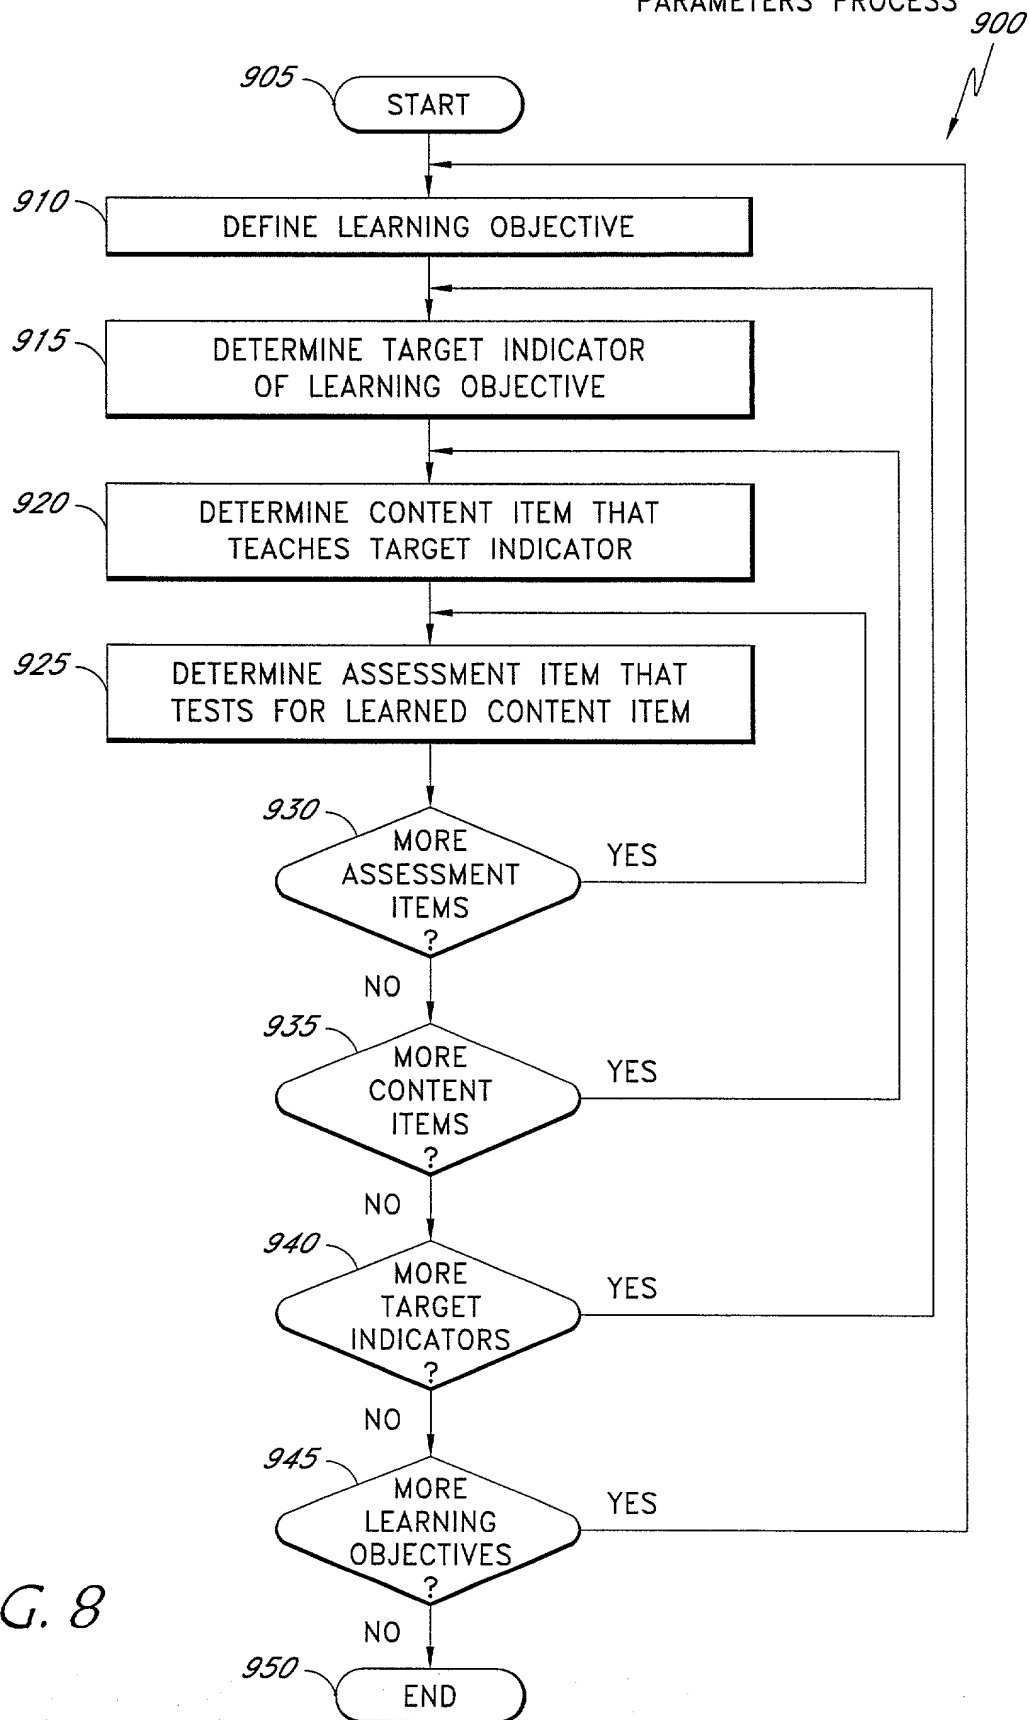 PARAMETERS PROCESS
900
905
START
910
DEFINE LEARNING OBJECTIVE
915
DETERMINE TARGET INDICATOR
OF LEARNING OBJECTIVE
920
DETERMINE CONTENT ITEM THAT
TEACHES TARGET INDICATOR
925
DETERMINE ASSESSMENT ITEM THAT
TESTS FOR LEARNED CONTENT ITEM
930
MORE
ASSESSMENT
ITEMS
?
YES
NO
935
MORE
CONTENT
ITEMS
?
YES
NO
940
MORE
TARGET
INDICATORS
?
YES
NO
945
MORE
LEARNING
OBJECTIVES
?
YES
NO
G. 8
950
END